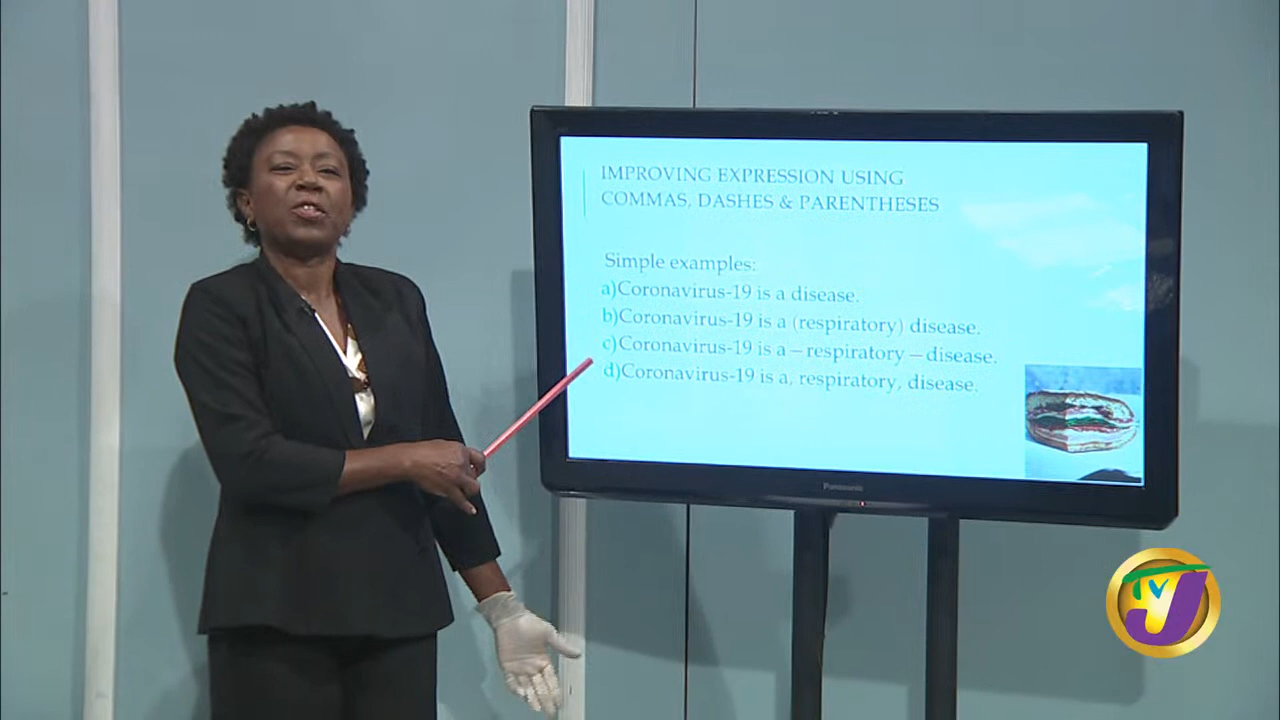 IMPROVING EXPRESSION USING
COMMAS, DASHES & PARENTHESES
Simple examples:
a)Coronavirus-19 is a disease.
b)Coronavirus-19 is a (respiratory) disease.
c)Coronavirus-19 is a — respiratory — disease.
d)Coronavirus-19 is a, respiratory, disease.
Panasonic
TVJ